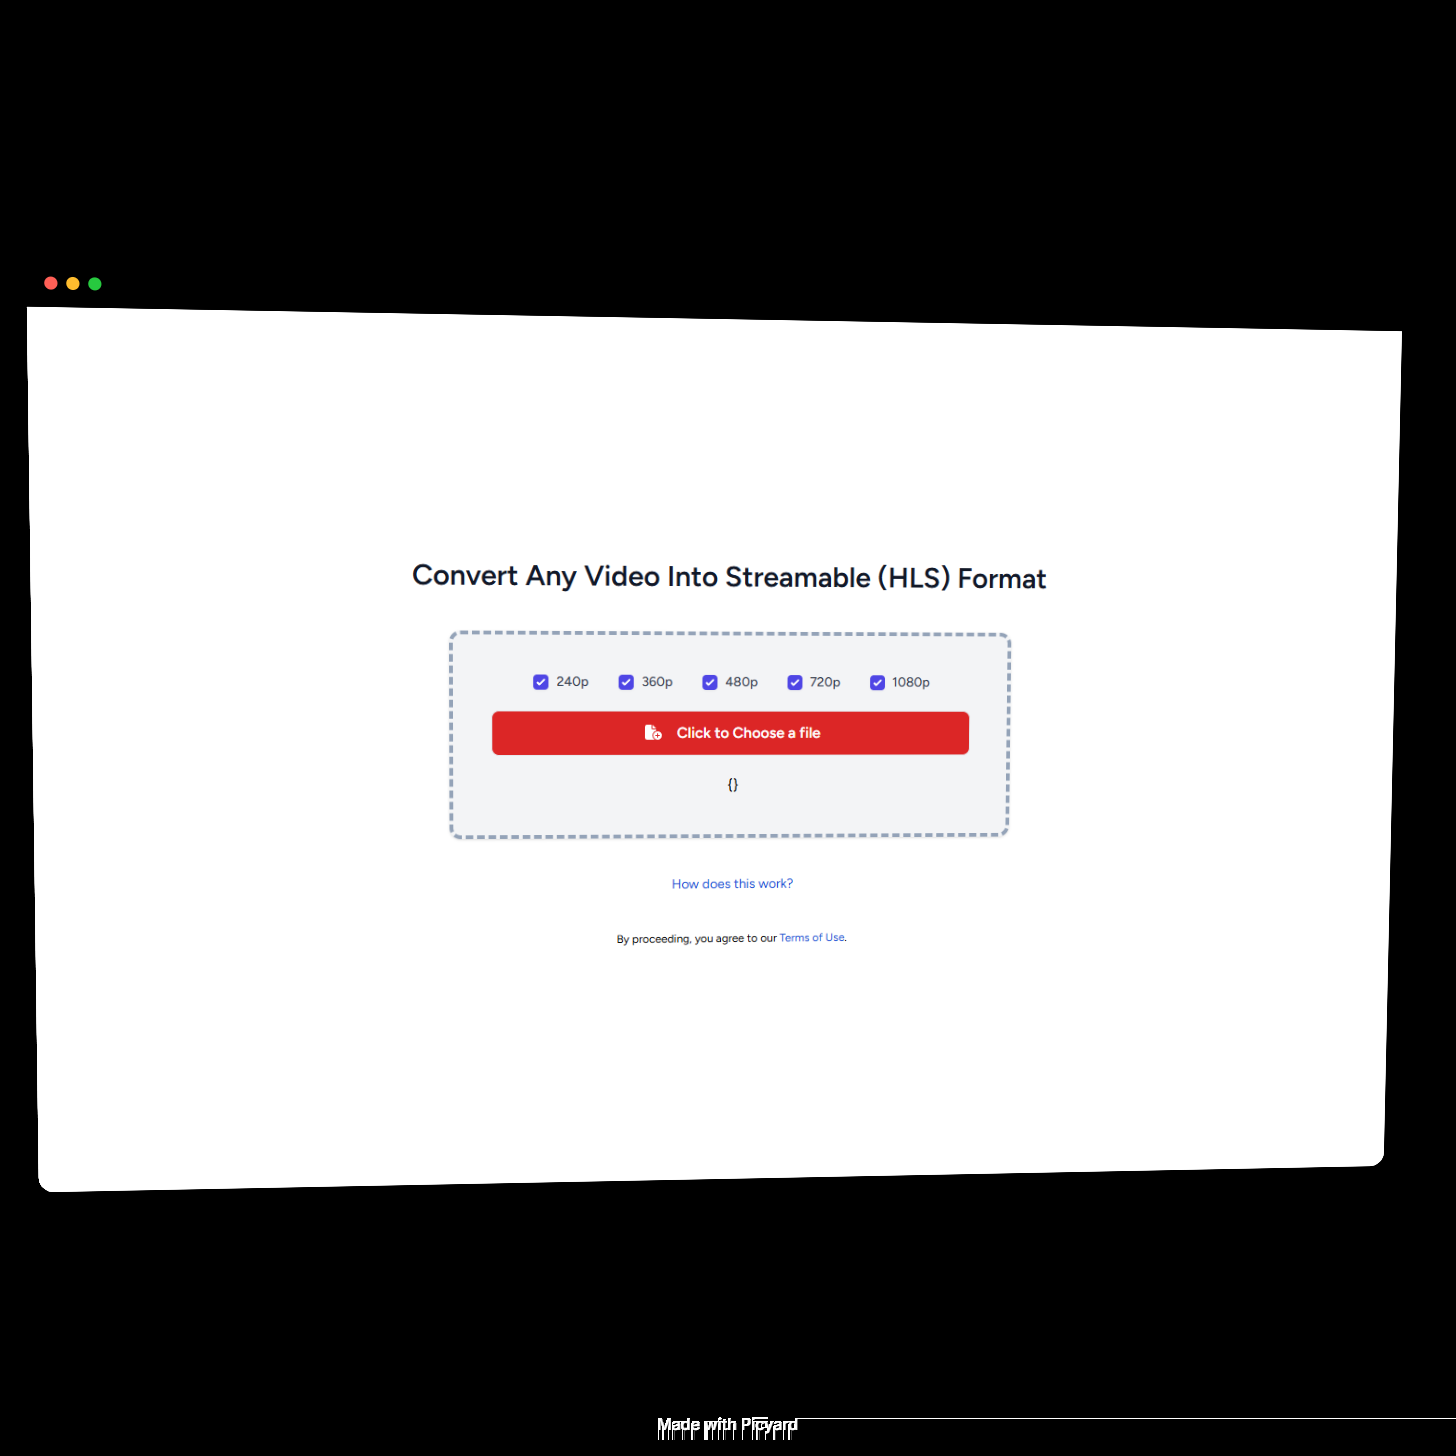 Convert Any Video Into Streamable (HLS) Format
240p 360p 480p 720p 1080p
Click to Choose a file
{}
How does this work?
By proceeding, you agree to our Terms of Use.
Made with Picyard